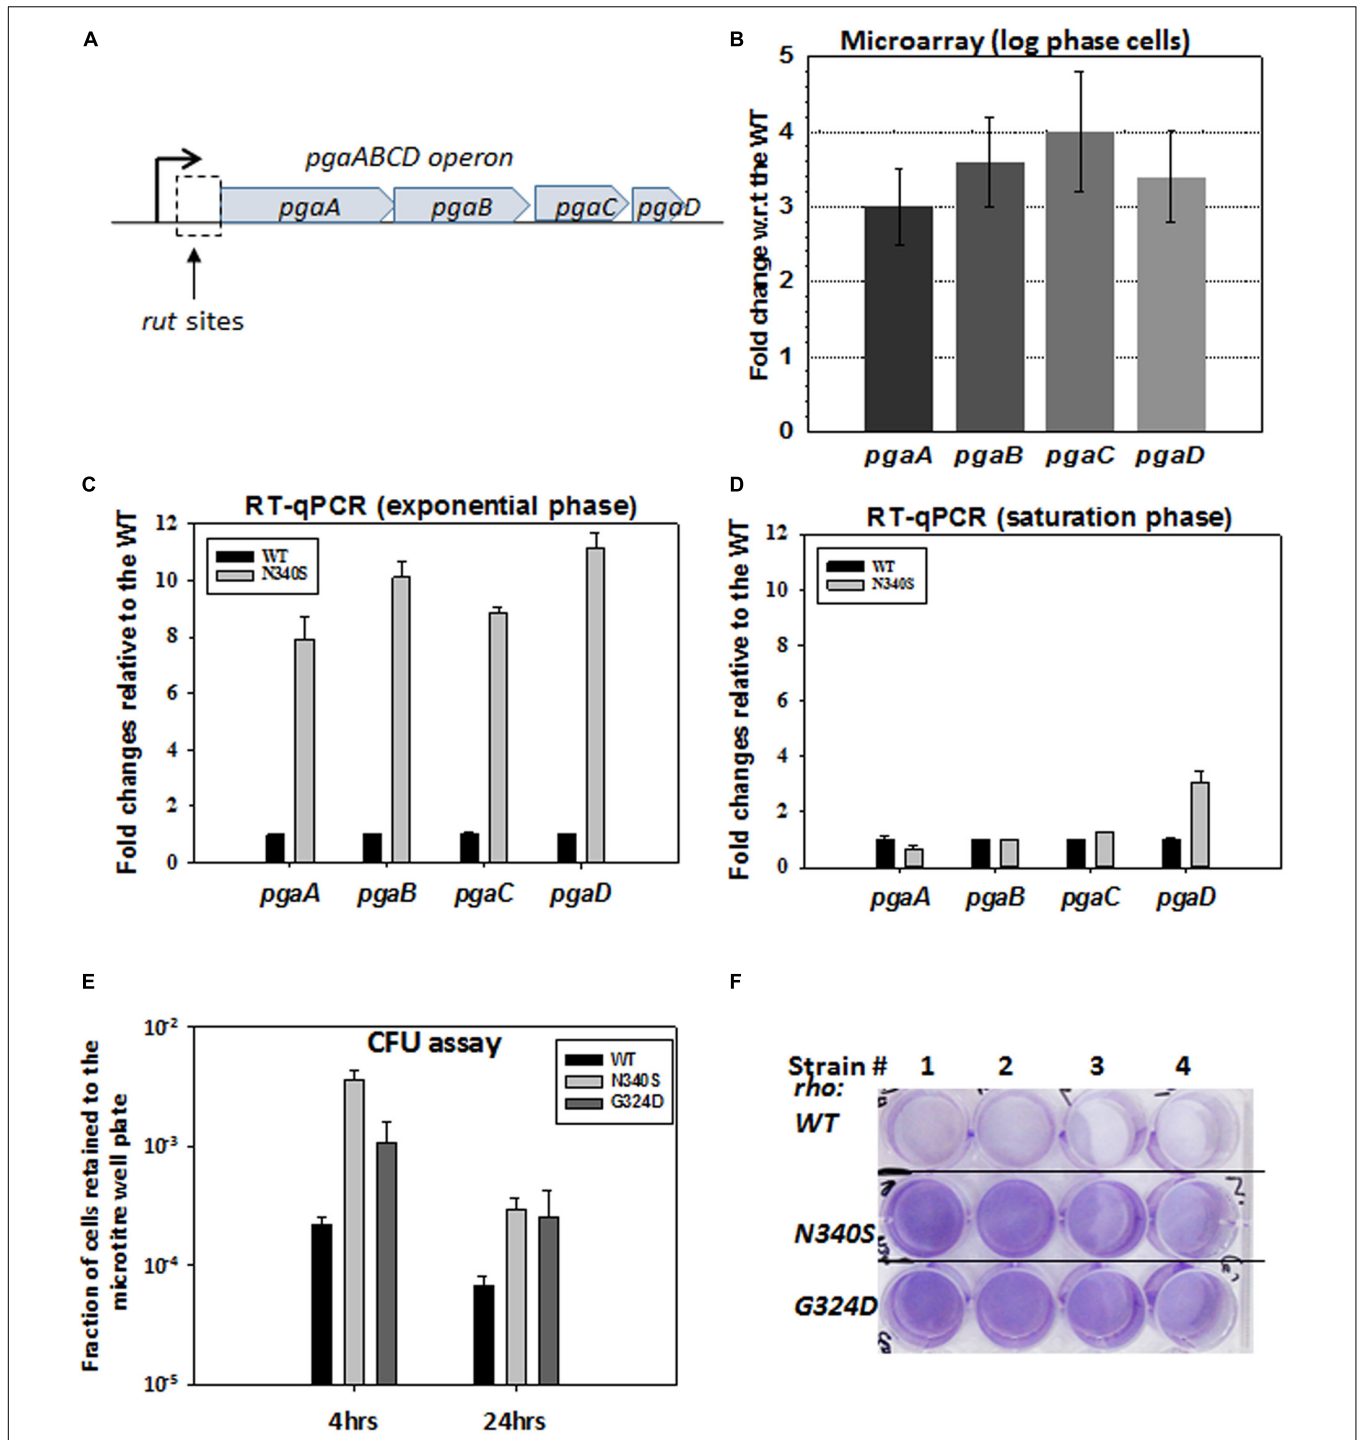 A
pgaABCD operon
pgaA pgaB pgaC pgaD
rut sites
B
Microarray (log phase cells)
Fold change w.r.t the WT
5
4
3
2
1
0
pgaA pgaB pgaC pgaD
C
RT-qPCR (exponential phase)
Fold changes relative to the WT
12
10
8
6
4
2
0
WT
N340S
pgaA pgaB pgaC pgaD
D
RT-qPCR (saturation phase)
Fold changes relative to the WT
12
10
8
6
4
2
0
WT
N340S
pgaA pgaB pgaC pgaD
E
CFU assay
Fraction of cells retained to the
microtitre well plate
10-2
10-3
10-4
10-5
WT
N340S
G324D
4hrs 24hrs
F
Strain # 1 2 3 4
rho:
WT
N340S
G324D